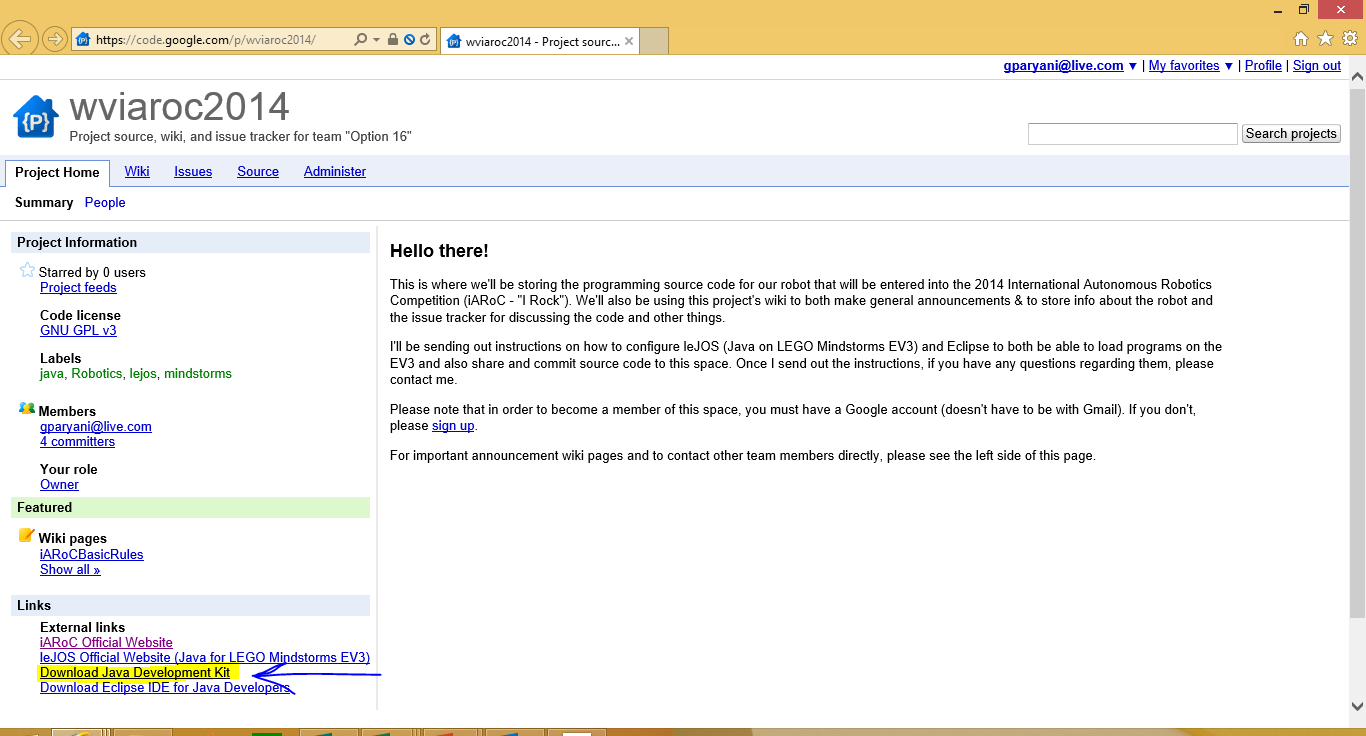 https://code.google.com/p/wviaroc2014/
wviaroc2014 - Project sourc...
gparyani@live.com ▼ | My favorites ▼ | Profile | Sign out
wviaroc2014
Project source, wiki, and issue tracker for team "Option 16"
Search projects
Project Home Wiki Issues Source Administer
Summary People
Project Information
Starred by 0 users
Project feeds
Code license
GNU GPL v3
Labels
java, Robotics, lejos, mindstorms
Members
gparyani@live.com
4 committers
Your role
Owner
Featured
Wiki pages
iARoCBasicRules
Show all »
Links
External links
iARoC Official Website
leJOS Official Website (Java for LEGO Mindstorms EV3)
Download Java Development Kit
Download Eclipse IDE for Java Developers
Hello there!
This is where we'll be storing the programming source code for our robot that will be entered into the 2014 International Autonomous Robotics
Competition (iARoC - "I Rock"). We'll also be using this project's wiki to both make general announcements & to store info about the robot and
the issue tracker for discussing the code and other things.
I'll be sending out instructions on how to configure leJOS (Java on LEGO Mindstorms EV3) and Eclipse to both be able to load programs on the
EV3 and also share and commit source code to this space. Once I send out the instructions, if you have any questions regarding them, please
contact me.
Please note that in order to become a member of this space, you must have a Google account (doesn't have to be with Gmail). If you don't,
please sign up.
For important announcement wiki pages and to contact other team members directly, please see the left side of this page.